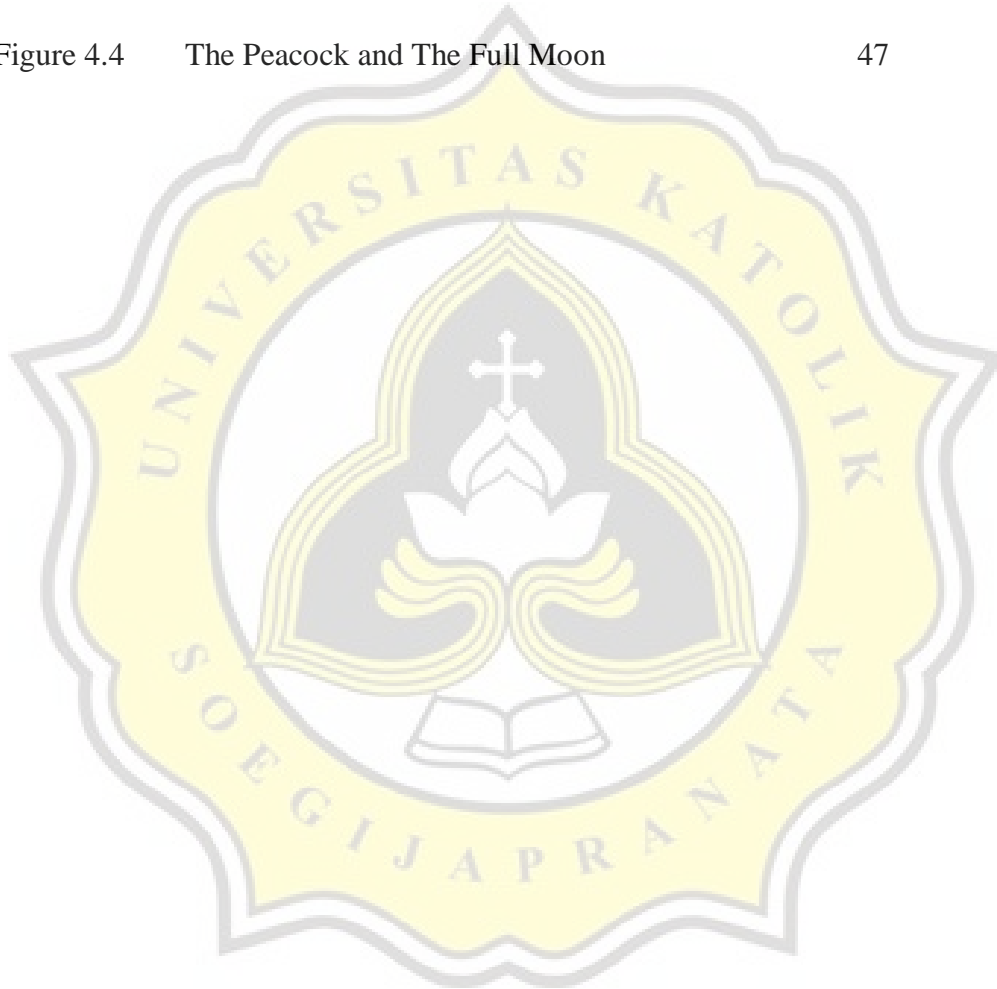 Figure 4.4 The Peacock and The Full Moon 47
UNIVERSITAS KATOLIK
SOEGIJAPRANATA